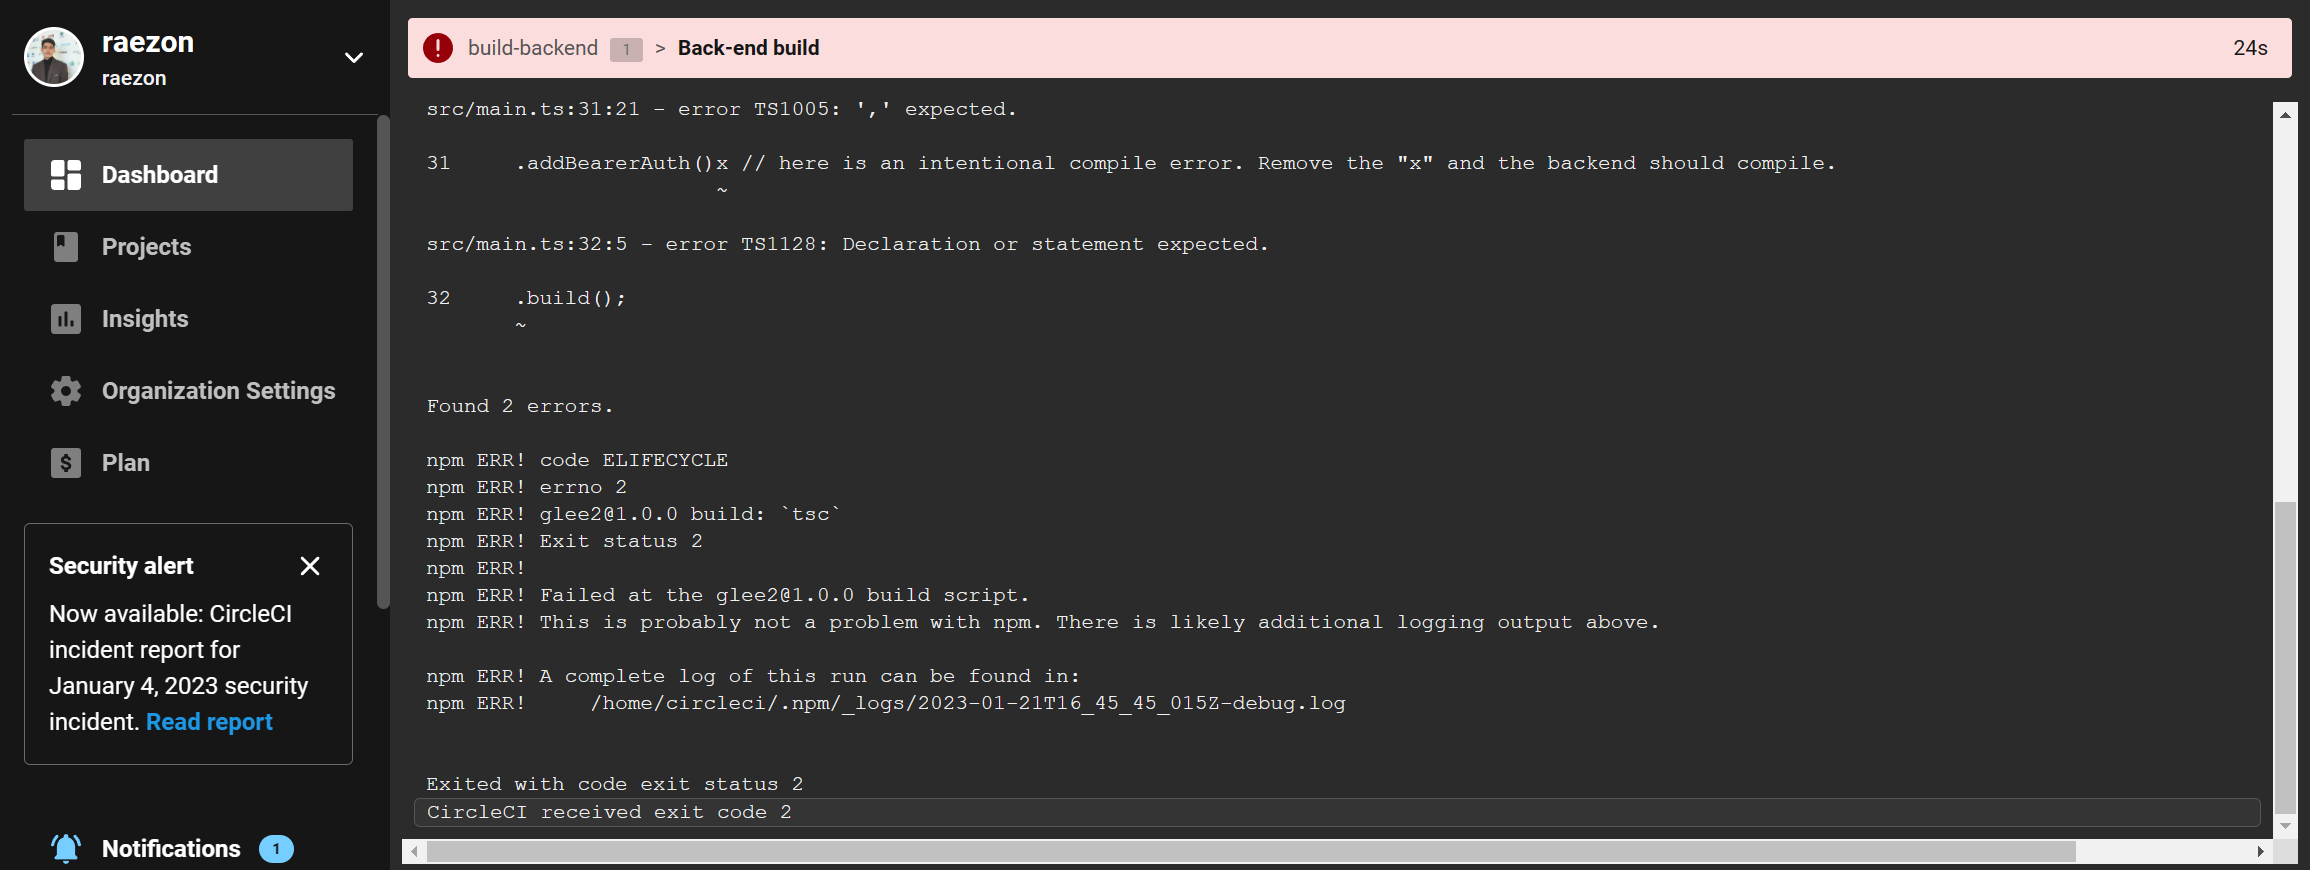 raezon
raezon
Dashboard
Projects
Insights
Organization Settings
Plan
Security alert
Now available: CircleCI
incident report for
January 4, 2023 security
incident. Read report
Notifications 1
build-backend 1 > Back-end build 24s
src/main.ts:31:21 - error TS1005: ',' expected.
31 .addBearerAuth()x // here is an intentional compile error. Remove the "x" and the backend should compile.
~
src/main.ts:32:5 - error TS1128: Declaration or statement expected.
32 .build();
~
Found 2 errors.
npm ERR! code ELIFECYCLE
npm ERR! errno 2
npm ERR! glee2@1.0.0 build: `tsc`
npm ERR! Exit status 2
npm ERR!
npm ERR! Failed at the glee2@1.0.0 build script.
npm ERR! This is probably not a problem with npm. There is likely additional logging output above.
npm ERR! A complete log of this run can be found in:
npm ERR! /home/circleci/.npm/_logs/2023-01-21T16_45_45_015Z-debug.log
Exited with code exit status 2
CircleCI received exit code 2